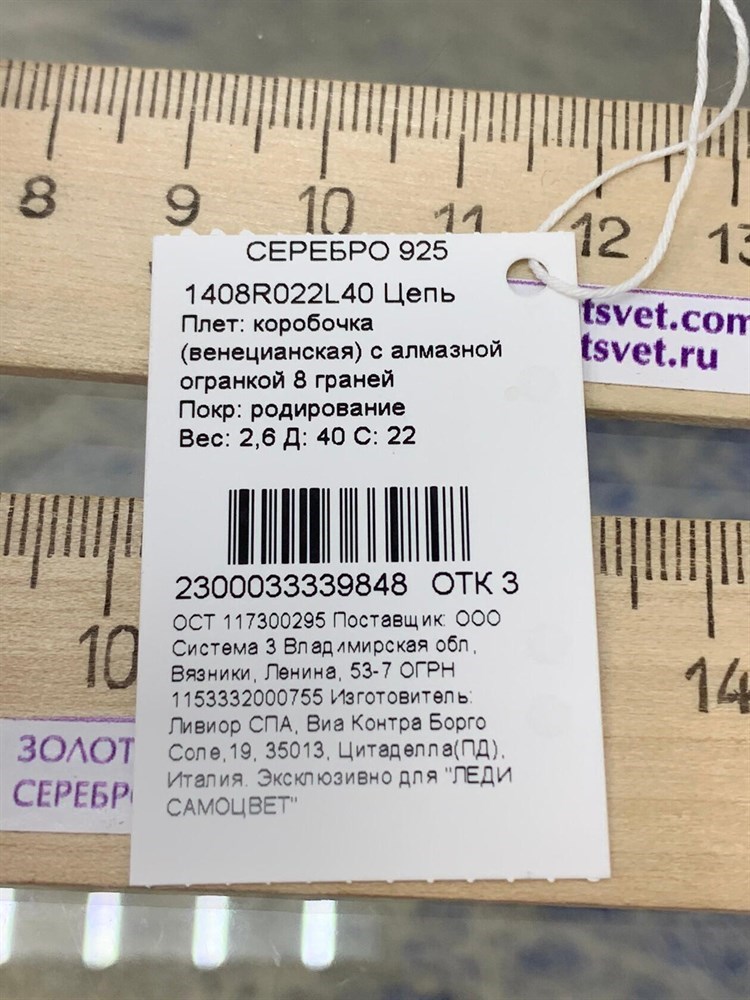 8 9 10 11 12 13
СЕРЕБРО 925
1408R022L40 Цепь
Плет: коробочка
(венецианская) с алмазной
огранкой 8 граней
Покр: родирование
Вес: 2,6 Д: 40 С: 22
2300033339848 ОТК 3
ОСТ 117300295 Поставщик: ООО
Система 3 Владимирская обл,
Вязники, Ленина, 53-7 ОГРН
1153332000755 Изготовитель:
Ливиор СПА, Виа Контра Борго
Соле,19, 35013, Цитаделла(ПД),
Италия. Эксклюзивно для "ЛЕДИ
САМОЦВЕТ"
tsvet.com
tsvet.ru
10 14
ЗОЛОТ
СЕРЕБР